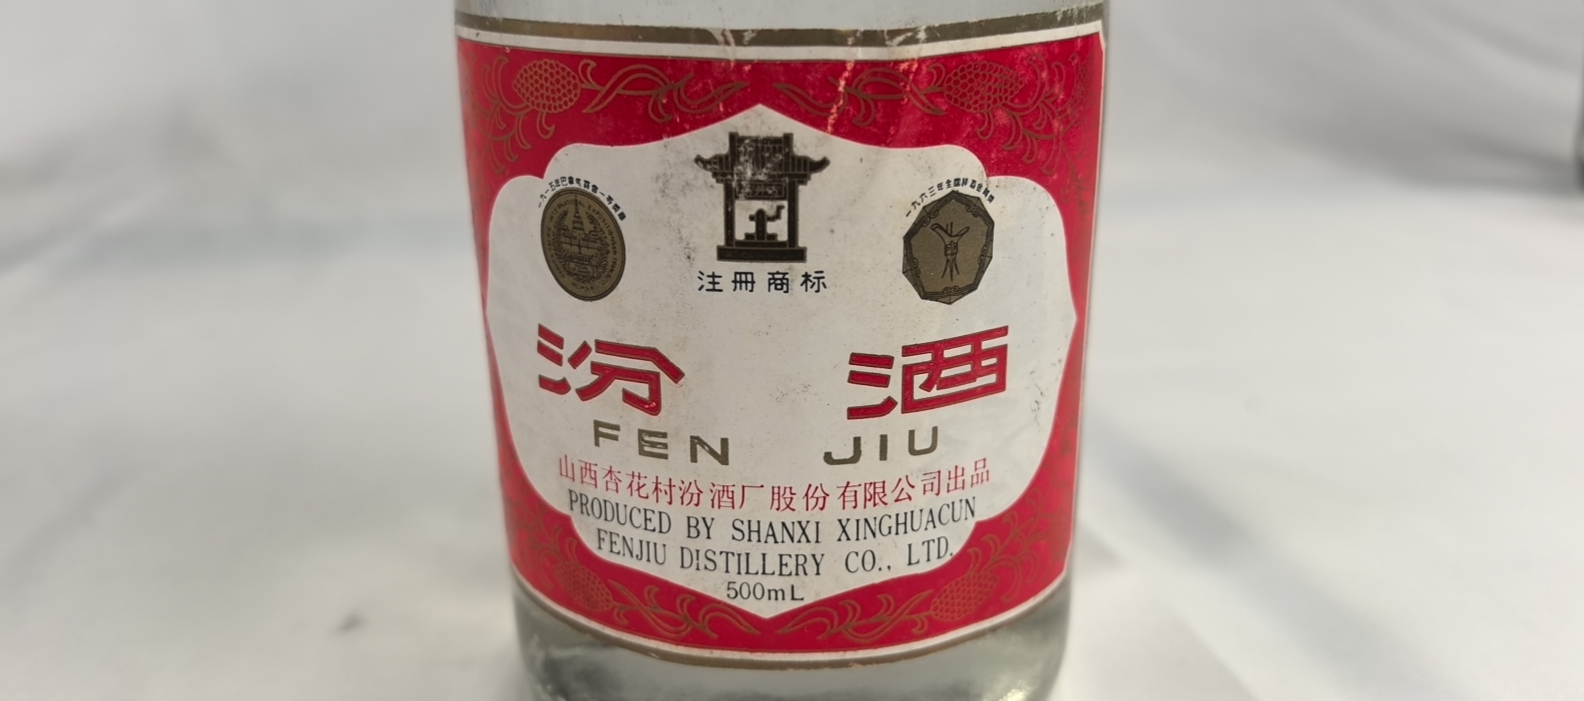 注冊商标
汾 酒
FEN JIU
山西杏花村汾酒厂股份有限公司出品
PRODUCED BY SHANXI XINGHUACUN
FENJIU DISTILLERY CO., LTD.
500mL